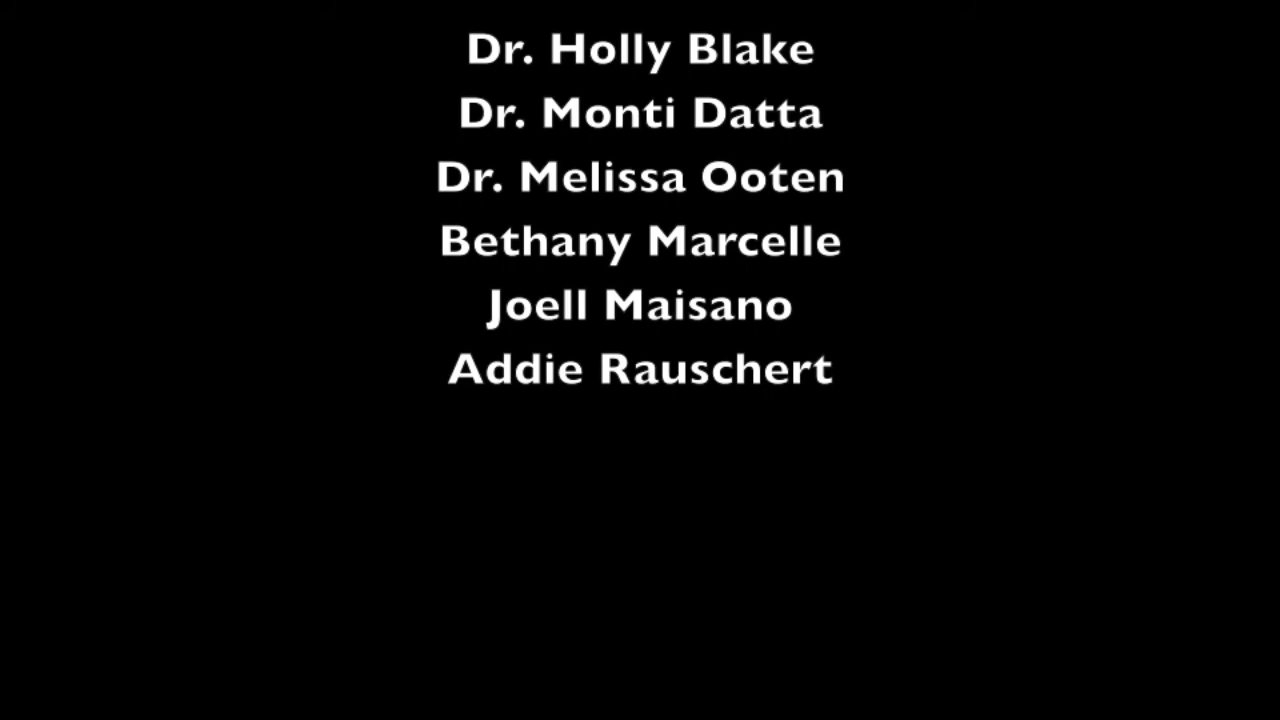 Dr. Holly Blake
Dr. Monti Datta
Dr. Melissa Ooten
Bethany Marcelle
Joell Maisano
Addie Rauschert